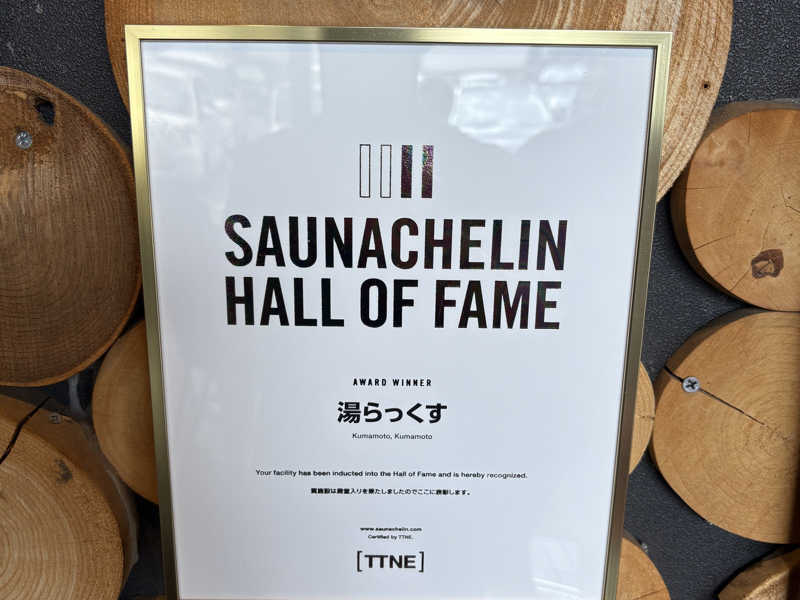 SAUNACHELIN
HALL OF FAME
AWARD WINNER
湯らっくす
Kumamoto, Kumamoto
Your facility has been inducted into the Hall of Fame and is hereby recognized.
貴施設は殿堂入りを果たしましたのでここに表彰します。
www.saunachelin.com
Certified by TTNE.
[TTNE]